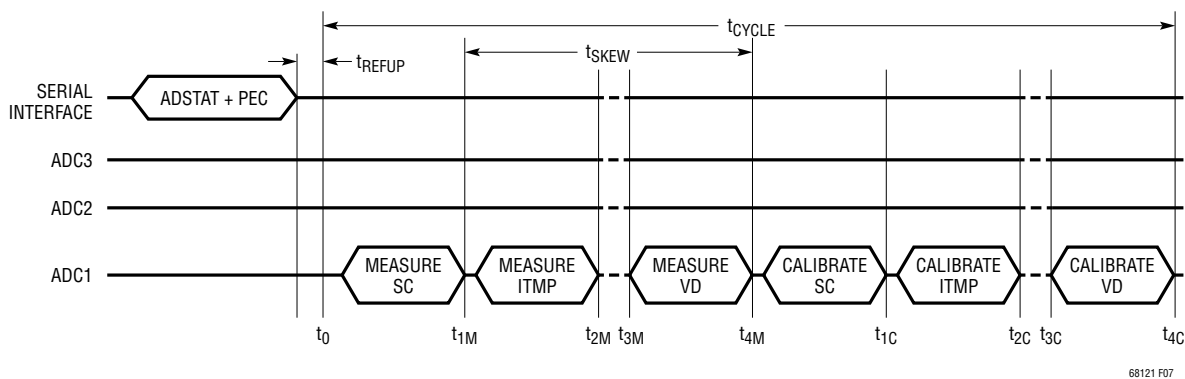 tCYCLE
tSKEW
tREFUP
SERIAL
INTERFACE
ADSTAT + PEC
ADC3
ADC2
ADC1
MEASURE
SC
MEASURE
ITMP
MEASURE
VD
CALIBRATE
SC
CALIBRATE
ITMP
CALIBRATE
VD
t0
t1M
t2M
t3M
t4M
t1C
t2C
t3C
t4C
68121 F07